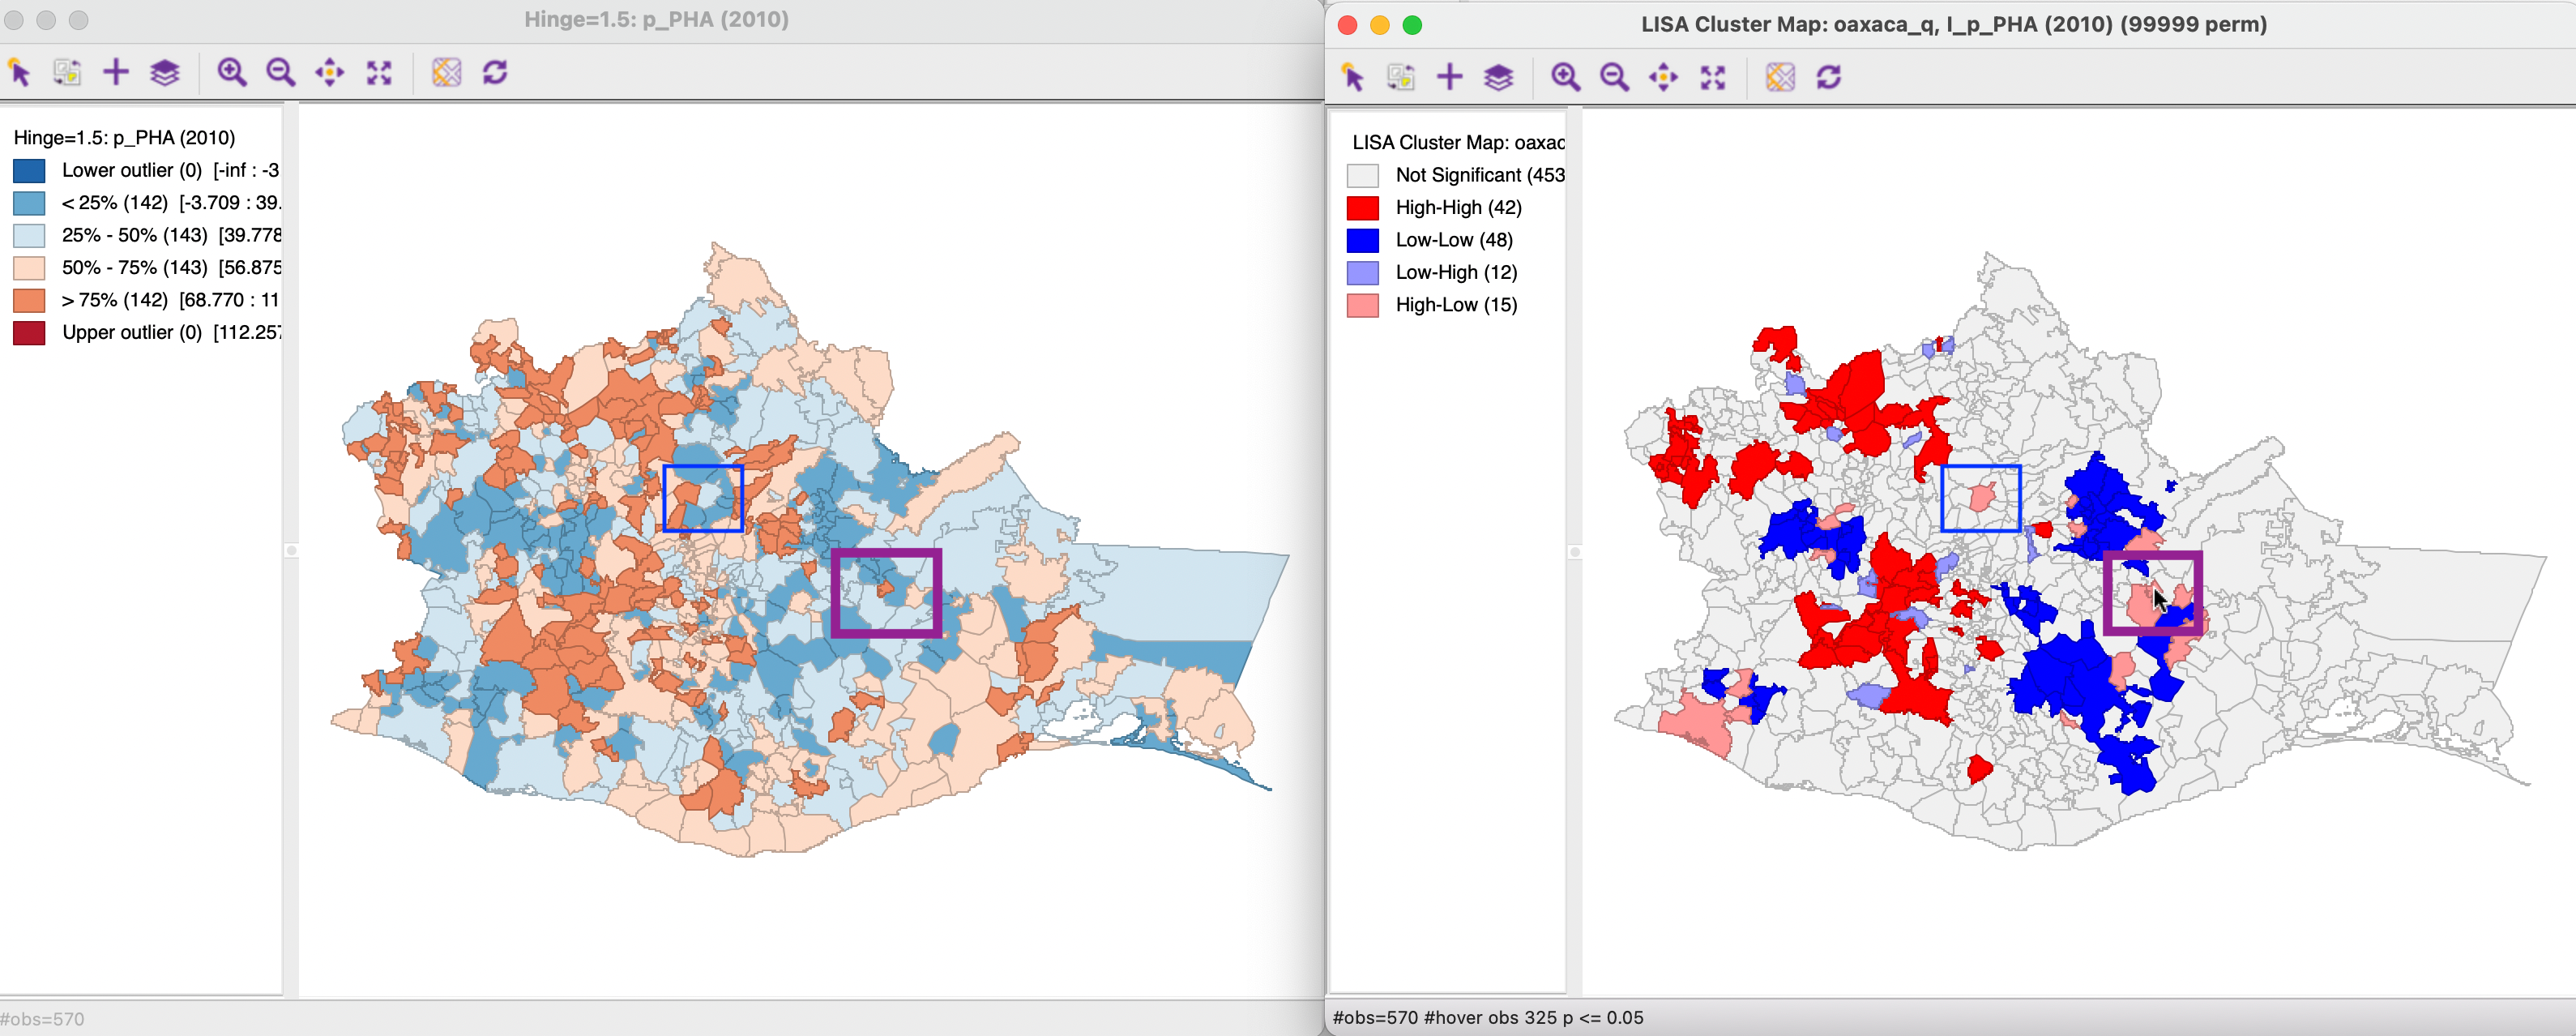 Hinge=1.5: p_PHA (2010)
Hinge=1.5: p_PHA (2010)
Lower outlier (0) [-inf : -3
< 25% (142) [-3.709 : 39.
25% - 50% (143) [39.778
50% - 75% (143) [56.875
> 75% (142) [68.770 : 11
Upper outlier (0) [112.257
#obs=570
LISA Cluster Map: oaxaca_q, I_p_PHA (2010) (99999 perm)
LISA Cluster Map: oaxac
Not Significant (453
High-High (42)
Low-Low (48)
Low-High (12)
High-Low (15)
#obs=570 #hover obs 325 p <= 0.05